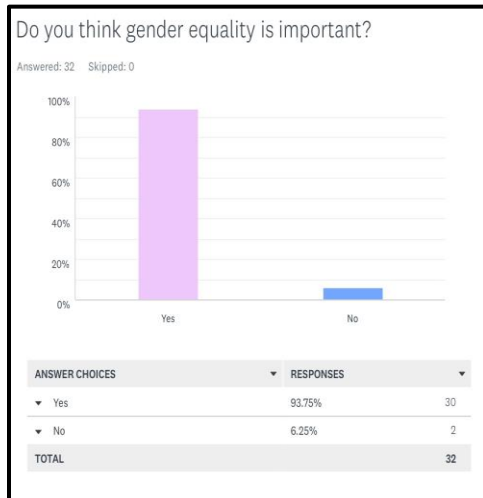 Do you think gender equality is important?
Answered: 32 Skipped: 0
100%
80%
60%
40%
20%
0%
Yes No
ANSWER CHOICES RESPONSES
Yes 93.75% 30
No 6.25% 2
TOTAL 32